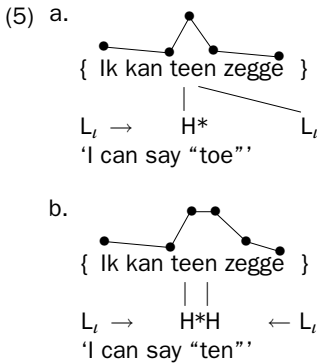 (5) a.
{ Ik kan teen zegge }
Lι → H* Lι
'I can say “toe”'
b.
{ Ik kan teen zegge }
Lι → H*H ← Lι
'I can say “ten”'